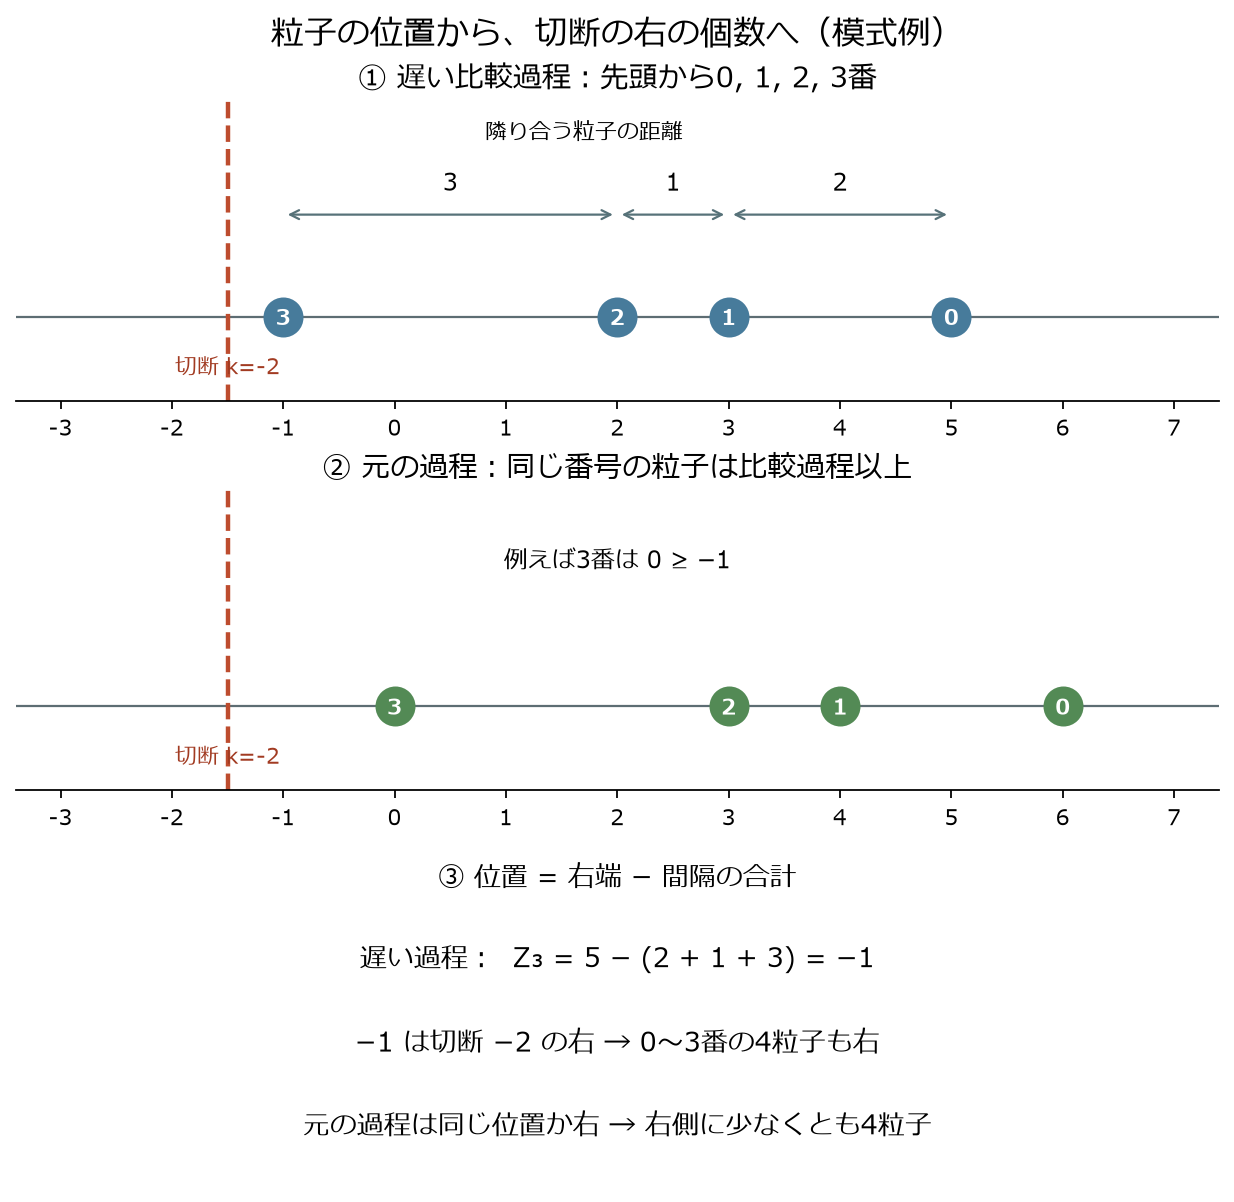 粒子の位置から、切断の右の個数へ（模式例）
① 遅い比較過程：先頭から0, 1, 2, 3番
隣り合う粒子の距離
3 1 2
3 2 1 0
切断 k=-2
-3 -2 -1 0 1 2 3 4 5 6 7
② 元の過程：同じ番号の粒子は比較過程以上
例えば3番は 0 ≥ −1
3 2 1 0
切断 k=-2
-3 -2 -1 0 1 2 3 4 5 6 7
③ 位置 = 右端 − 間隔の合計
遅い過程： Z₃ = 5 − (2 + 1 + 3) = −1
−1 は切断 −2 の右 → 0〜3番の4粒子も右
元の過程は同じ位置か右 → 右側に少なくとも4粒子